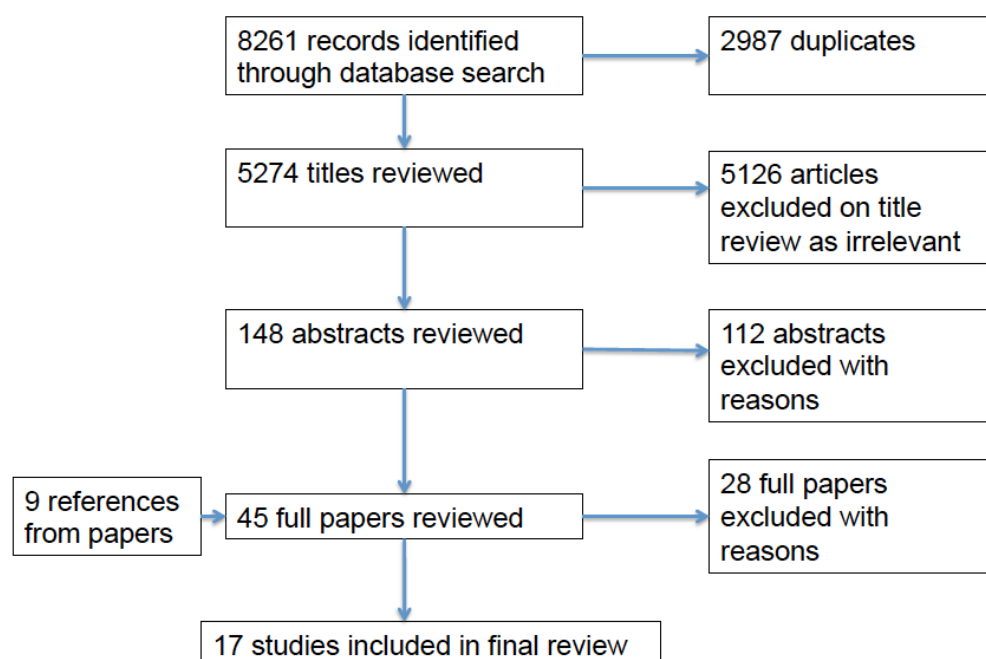 8261 records identified
through database search
2987 duplicates
5274 titles reviewed
5126 articles
excluded on title
review as irrelevant
148 abstracts reviewed
112 abstracts
excluded with
reasons
9 references
from papers
45 full papers reviewed
28 full papers
excluded with
reasons
17 studies included in final review